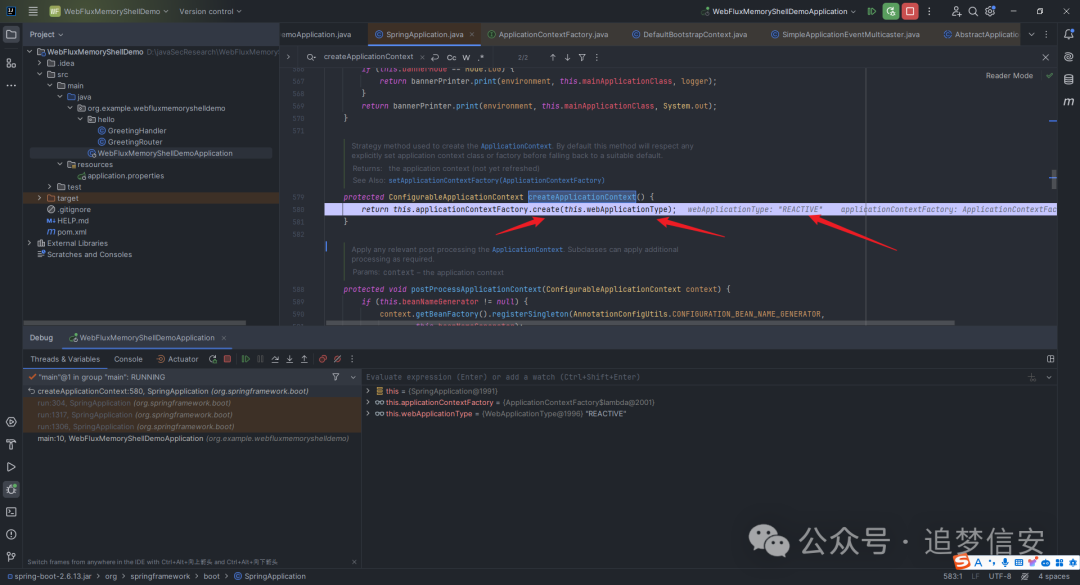 WF WebFluxMemoryShellDemo Version control WebFluxMemoryShellDemoApplication
Project
emoApplication.java SpringApplication.java ApplicationContextFactory.java DefaultBootstrapContext.java SimpleApplicationEventMulticaster.java AbstractApplicatio
createApplicationContext Cc W .* 2/2
Reader Mode
WebFluxMemoryShellDemo D:\javaSecResearch\WebFluxMemory
.idea
src
main
java
org.example.webfluxmemoryshelldemo
hello
GreetingHandler
GreetingRouter
WebFluxMemoryShellDemoApplication
resources
application.properties
test
target
.gitignore
HELP.md
pom.xml
External Libraries
Scratches and Consoles
567 return bannerPrinter.print(environment, this.mainApplicationClass, logger);
568 }
569 return bannerPrinter.print(environment, this.mainApplicationClass, System.out);
570 }
571
Strategy method used to create the ApplicationContext. By default this method will respect any
explicitly set application context class or factory before falling back to a suitable default.
Returns: the application context (not yet refreshed)
See Also: setApplicationContextFactory(ApplicationContextFactory)
579 protected ConfigurableApplicationContext createApplicationContext() {
580 return this.applicationContextFactory.create(this.webApplicationType); webApplicationType: "REACTIVE" applicationContextFactory: ApplicationContextFac
581 }
582
Apply any relevant post processing the ApplicationContext. Subclasses can apply additional
processing as required.
Params: context – the application context
588 protected void postProcessApplicationContext(ConfigurableApplicationContext context) {
589 if (this.beanNameGenerator != null) {
590 context.getBeanFactory().registerSingleton(AnnotationConfigUtils.CONFIGURATION_BEAN_NAME_GENERATOR,
Debug WebFluxMemoryShellDemoApplication
Threads & Variables Console Actuator
"main"@1 in group "main": RUNNING
createApplicationContext:580, SpringApplication (org.springframework.boot)
run:304, SpringApplication (org.springframework.boot)
run:1317, SpringApplication (org.springframework.boot)
run:1306, SpringApplication (org.springframework.boot)
main:10, WebFluxMemoryShellDemoApplication (org.example.webfluxmemoryshelldemo)
Evaluate expression (Enter) or add a watch (Ctrl+Shift+Enter)
this = {SpringApplication@1991}
this.applicationContextFactory = {ApplicationContextFactory$lambda@2001}
this.webApplicationType = {WebApplicationType@1996} "REACTIVE"
Switch frames from anywhere in the IDE with Ctrl+Alt+向上箭头 and Ctrl+Alt+向下箭头
公众号 · 追梦信安
spring-boot-2.6.13.jar org springframework boot SpringApplication
583:1 LF UTF-8 4 spaces